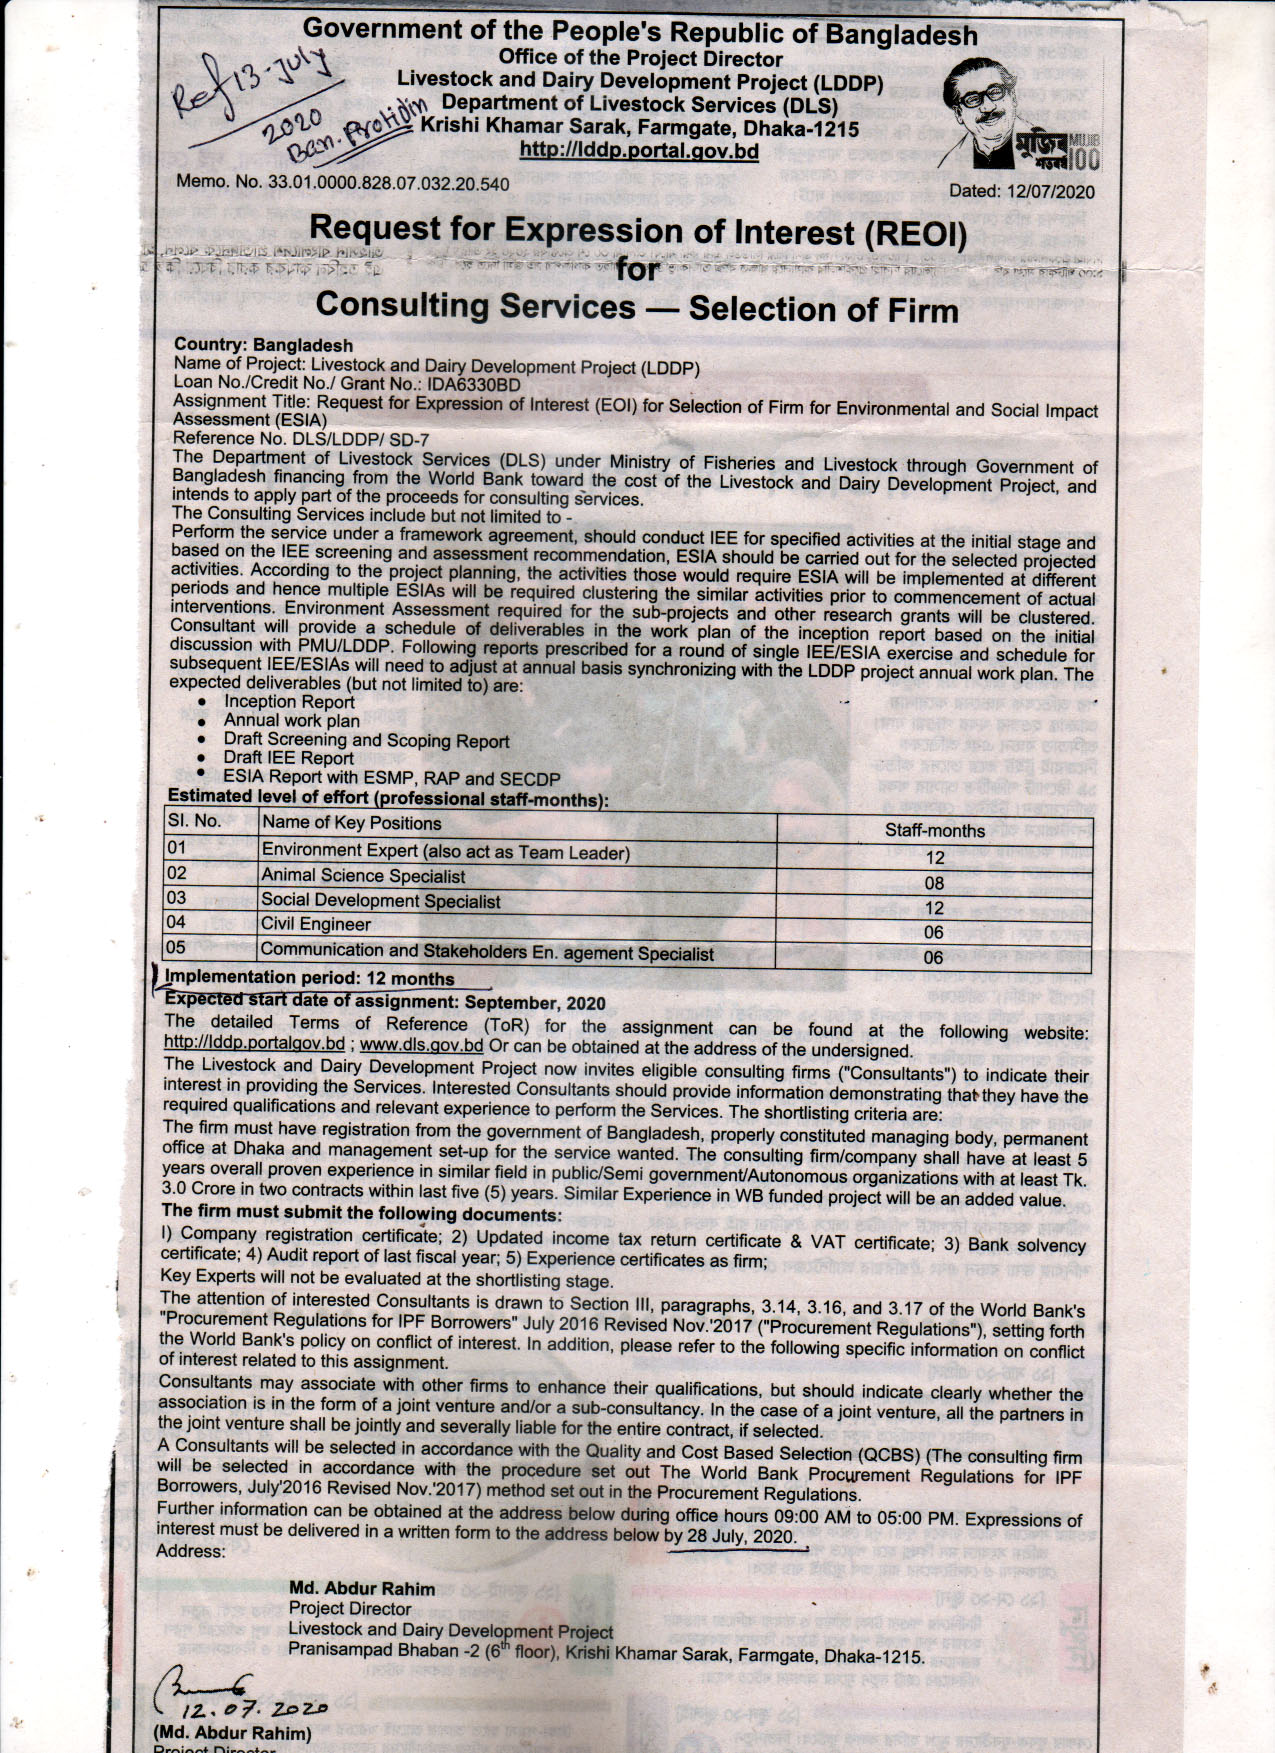 Government of the People's Republic of Bangladesh
Office of the Project Director
Livestock and Dairy Development Project (LDDP)
Department of Livestock Services (DLS)
Krishi Khamar Sarak, Farmgate, Dhaka-1215
http://lddp.portal.gov.bd
Ref 13-July
2020
Ban. Protidin
মুজিব
শতবর্ষ
MUJIB
100
Memo. No. 33.01.0000.828.07.032.20.540
Dated: 12/07/2020
Request for Expression of Interest (REOI)
for
Consulting Services — Selection of Firm
Country: Bangladesh
Name of Project: Livestock and Dairy Development Project (LDDP)
Loan No./Credit No./ Grant No.: IDA6330BD
Assignment Title: Request for Expression of Interest (EOI) for Selection of Firm for Environmental and Social Impact
Assessment (ESIA)
Reference No. DLS/LDDP/ SD-7
The Department of Livestock Services (DLS) under Ministry of Fisheries and Livestock through Government of
Bangladesh financing from the World Bank toward the cost of the Livestock and Dairy Development Project, and
intends to apply part of the proceeds for consulting services.
The Consulting Services include but not limited to -
Perform the service under a framework agreement, should conduct IEE for specified activities at the initial stage and
based on the IEE screening and assessment recommendation, ESIA should be carried out for the selected projected
activities. According to the project planning, the activities those would require ESIA will be implemented at different
periods and hence multiple ESIAs will be required clustering the similar activities prior to commencement of actual
interventions. Environment Assessment required for the sub-projects and other research grants will be clustered.
Consultant will provide a schedule of deliverables in the work plan of the inception report based on the initial
discussion with PMU/LDDP. Following reports prescribed for a round of single IEE/ESIA exercise and schedule for
subsequent IEE/ESIAs will need to adjust at annual basis synchronizing with the LDDP project annual work plan. The
expected deliverables (but not limited to) are:
• Inception Report
• Annual work plan
• Draft Screening and Scoping Report
• Draft IEE Report
• ESIA Report with ESMP, RAP and SECDP
Estimated level of effort (professional staff-months):
SI. No. Name of Key Positions Staff-months
01 Environment Expert (also act as Team Leader) 12
02 Animal Science Specialist 08
03 Social Development Specialist 12
04 Civil Engineer 06
05 Communication and Stakeholders En. agement Specialist 06
Implementation period: 12 months
Expected start date of assignment: September, 2020
The detailed Terms of Reference (ToR) for the assignment can be found at the following website:
http://lddp.portalgov.bd ; www.dls.gov.bd Or can be obtained at the address of the undersigned.
The Livestock and Dairy Development Project now invites eligible consulting firms ("Consultants") to indicate their
interest in providing the Services. Interested Consultants should provide information demonstrating that they have the
required qualifications and relevant experience to perform the Services. The shortlisting criteria are:
The firm must have registration from the government of Bangladesh, properly constituted managing body, permanent
office at Dhaka and management set-up for the service wanted. The consulting firm/company shall have at least 5
years overall proven experience in similar field in public/Semi government/Autonomous organizations with at least Tk.
3.0 Crore in two contracts within last five (5) years. Similar Experience in WB funded project will be an added value.
The firm must submit the following documents:
I) Company registration certificate; 2) Updated income tax return certificate & VAT certificate; 3) Bank solvency
certificate; 4) Audit report of last fiscal year; 5) Experience certificates as firm;
Key Experts will not be evaluated at the shortlisting stage.
The attention of interested Consultants is drawn to Section III, paragraphs, 3.14, 3.16, and 3.17 of the World Bank's
"Procurement Regulations for IPF Borrowers" July 2016 Revised Nov.'2017 ("Procurement Regulations"), setting forth
the World Bank's policy on conflict of interest. In addition, please refer to the following specific information on conflict
of interest related to this assignment.
Consultants may associate with other firms to enhance their qualifications, but should indicate clearly whether the
association is in the form of a joint venture and/or a sub-consultancy. In the case of a joint venture, all the partners in
the joint venture shall be jointly and severally liable for the entire contract, if selected.
A Consultants will be selected in accordance with the Quality and Cost Based Selection (QCBS) (The consulting firm
will be selected in accordance with the procedure set out The World Bank Procurement Regulations for IPF
Borrowers, July'2016 Revised Nov.'2017) method set out in the Procurement Regulations.
Further information can be obtained at the address below during office hours 09:00 AM to 05:00 PM. Expressions of
interest must be delivered in a written form to the address below by 28 July, 2020.
Address:
Md. Abdur Rahim
Project Director
Livestock and Dairy Development Project
Pranisampad Bhaban -2 (6th floor), Krishi Khamar Sarak, Farmgate, Dhaka-1215.
12.07.2020
(Md. Abdur Rahim)
Project Director